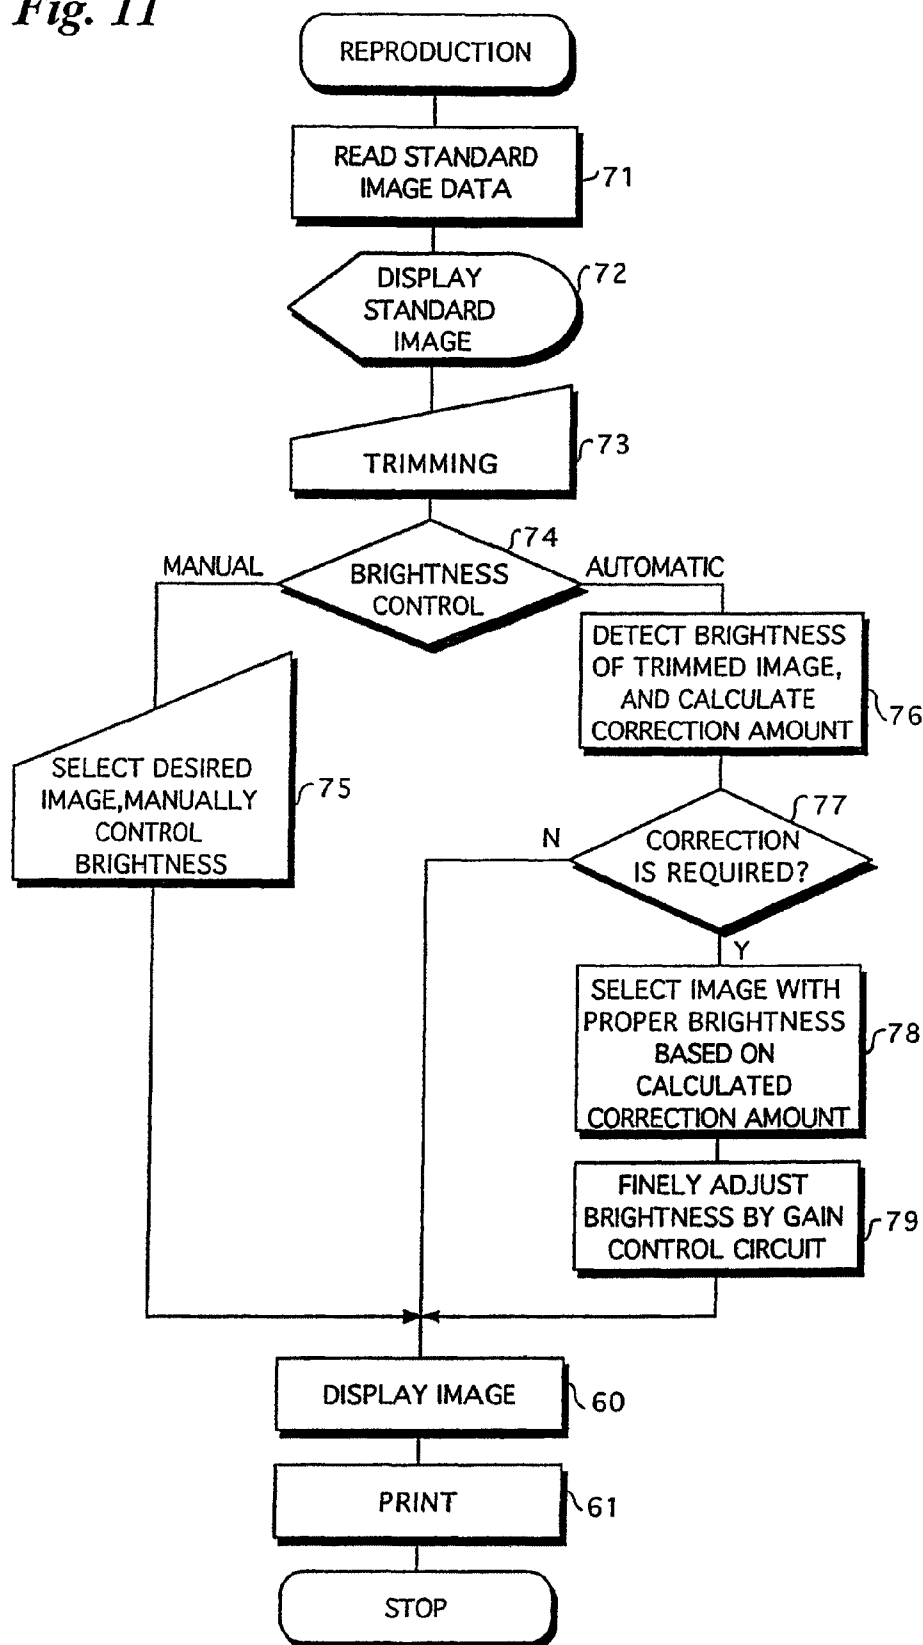 Fig. 11
REPRODUCTION
READ STANDARD
IMAGE DATA
71
DISPLAY
STANDARD
IMAGE
72
TRIMMING
73
BRIGHTNESS
CONTROL
74
MANUAL
AUTOMATIC
SELECT DESIRED
IMAGE,MANUALLY
CONTROL
BRIGHTNESS
75
DETECT BRIGHTNESS
OF TRIMMED IMAGE,
AND CALCULATE
CORRECTION AMOUNT
76
CORRECTION
IS REQUIRED?
77
N
Y
SELECT IMAGE WITH
PROPER BRIGHTNESS
BASED ON
CALCULATED
CORRECTION AMOUNT
78
FINELY ADJUST
BRIGHTNESS BY GAIN
CONTROL CIRCUIT
79
DISPLAY IMAGE
60
PRINT
61
STOP